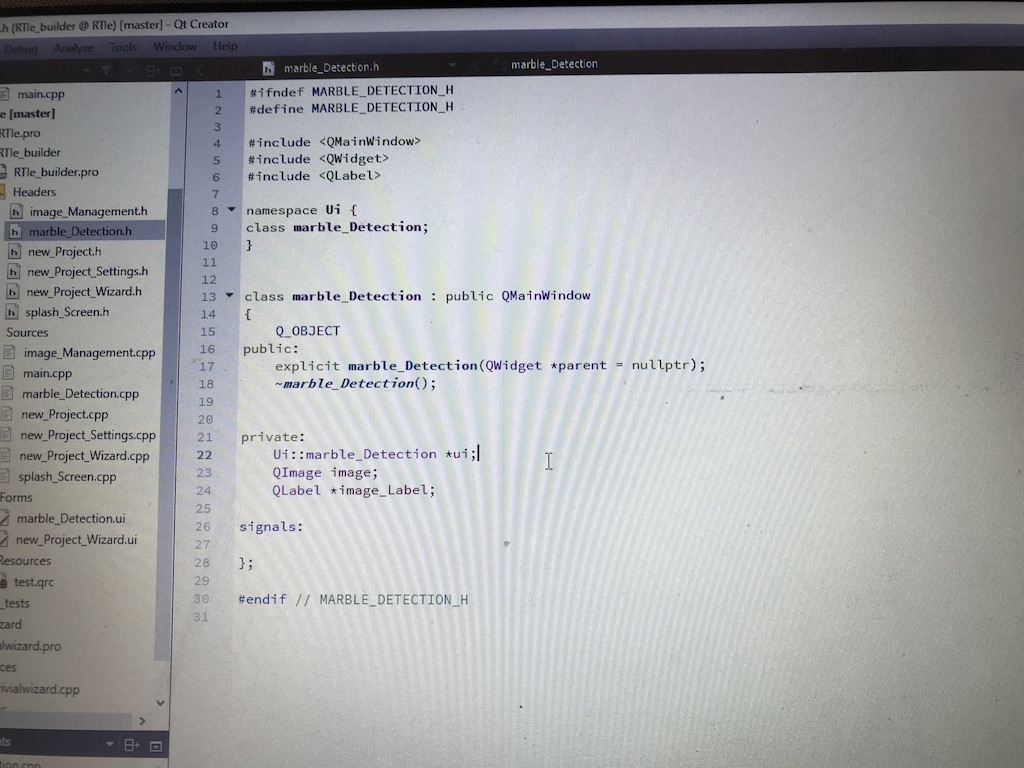 .h (RTle_builder @ RTle) [master] - Qt Creator
Debug Analyze Tools Window Help
marble_Detection.h marble_Detection
main.cpp
e [master]
RTle.pro
RTle_builder
RTle_builder.pro
Headers
image_Management.h
marble_Detection.h
new_Project.h
new_Project_Settings.h
new_Project_Wizard.h
splash_Screen.h
Sources
image_Management.cpp
main.cpp
marble_Detection.cpp
new_Project.cpp
new_Project_Settings.cpp
new_Project_Wizard.cpp
splash_Screen.cpp
Forms
marble_Detection.ui
new_Project_Wizard.ui
Resources
test.qrc
_tests
zard
lwizard.pro
ces
ivialwizard.cpp
nts
1 #ifndef MARBLE_DETECTION_H
2 #define MARBLE_DETECTION_H
3
4 #include <QMainWindow>
5 #include <QWidget>
6 #include <QLabel>
7
8 namespace Ui {
9 class marble_Detection;
10 }
11
12
13 class marble_Detection : public QMainWindow
14 {
15 Q_OBJECT
16 public:
17 explicit marble_Detection(QWidget *parent = nullptr);
18 ~marble_Detection();
19
20
21 private:
22 Ui::marble_Detection *ui;
23 QImage image;
24 QLabel *image_Label;
25
26 signals:
27
28 };
29
30 #endif // MARBLE_DETECTION_H
31